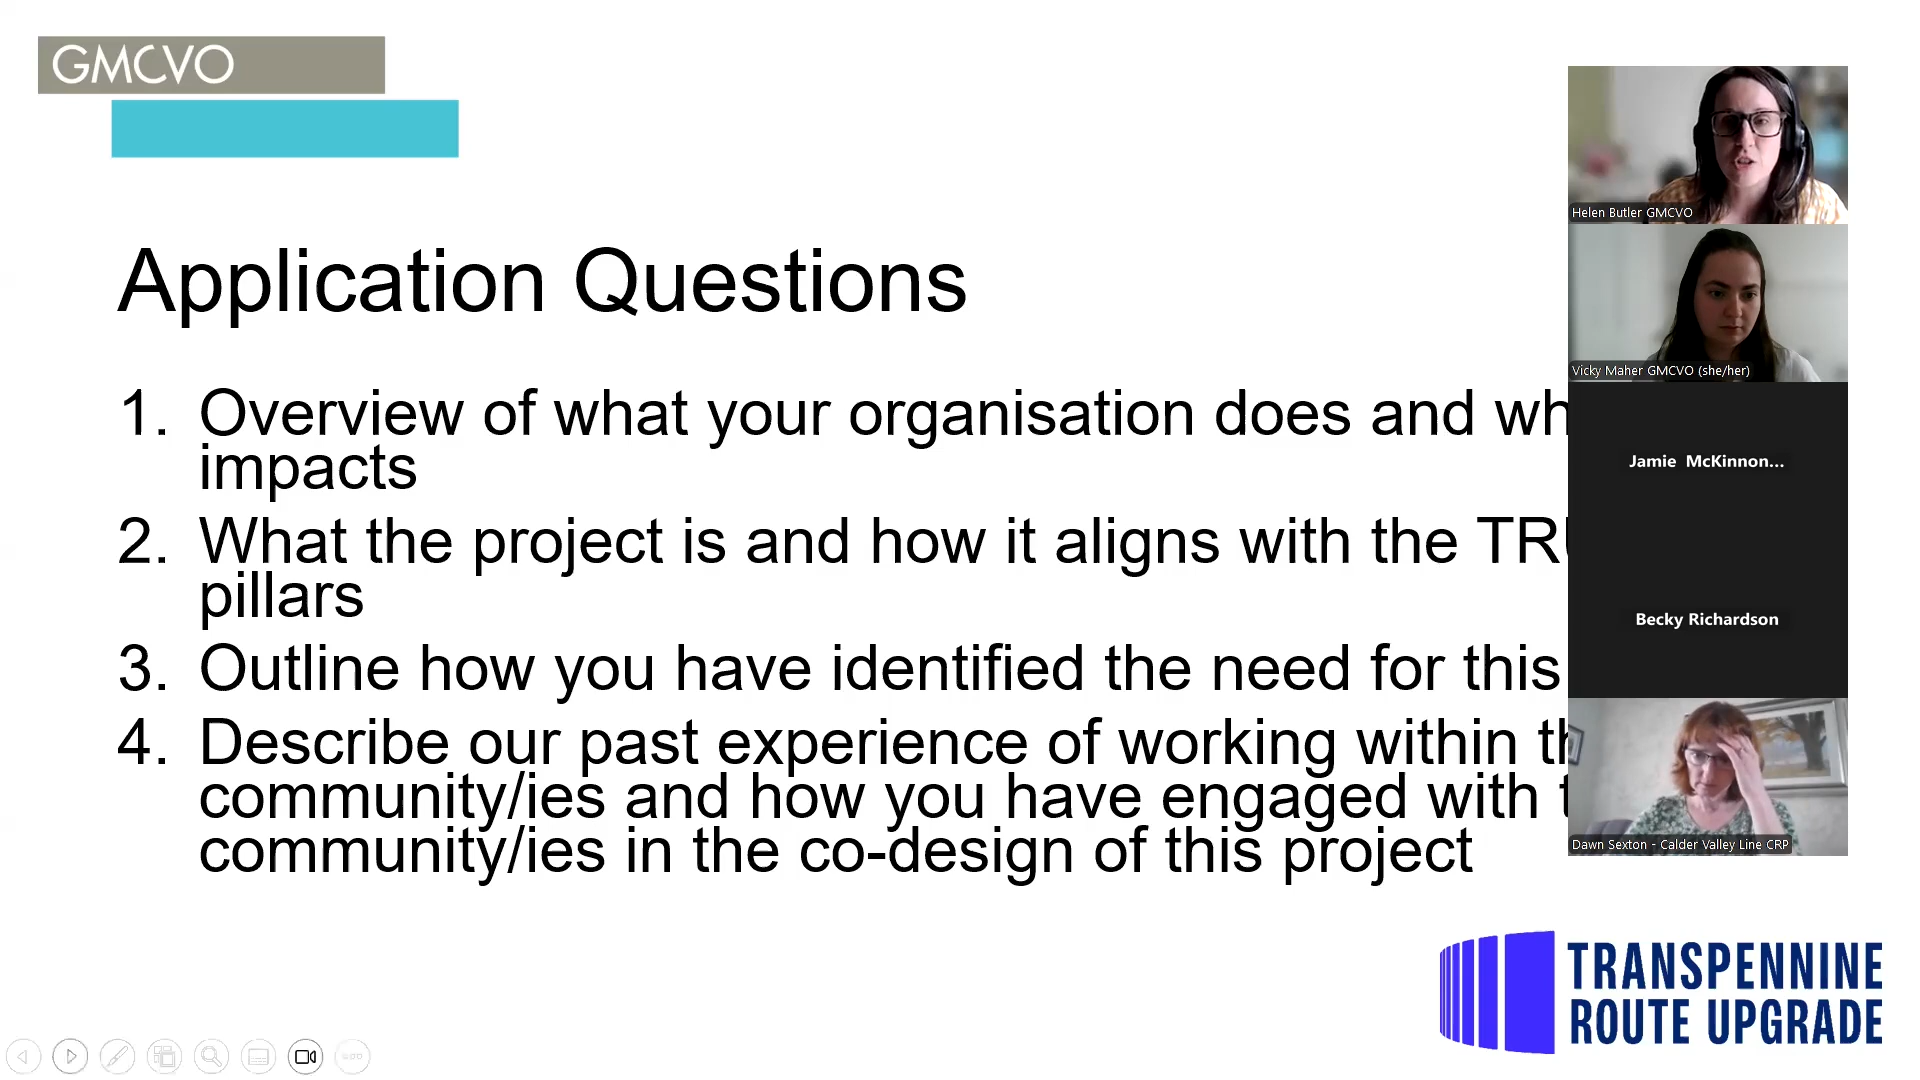 GMCVO
Application Questions
1. Overview of what your organisation does and
impacts
2. What the project is and how it aligns with the
pillars
3. Outline how you have identified the need for this
4. Describe our past experience of working within
community/ies and how you have engaged with
community/ies in the co-design of this project
Helen Butler GMCVO
Vicky Maher GMCVO (she/her)
Jamie McKinnon...
Becky Richardson
Dawn Sexton - Calder Valley Line CRP
TRANSPENNINE
ROUTE UPGRADE